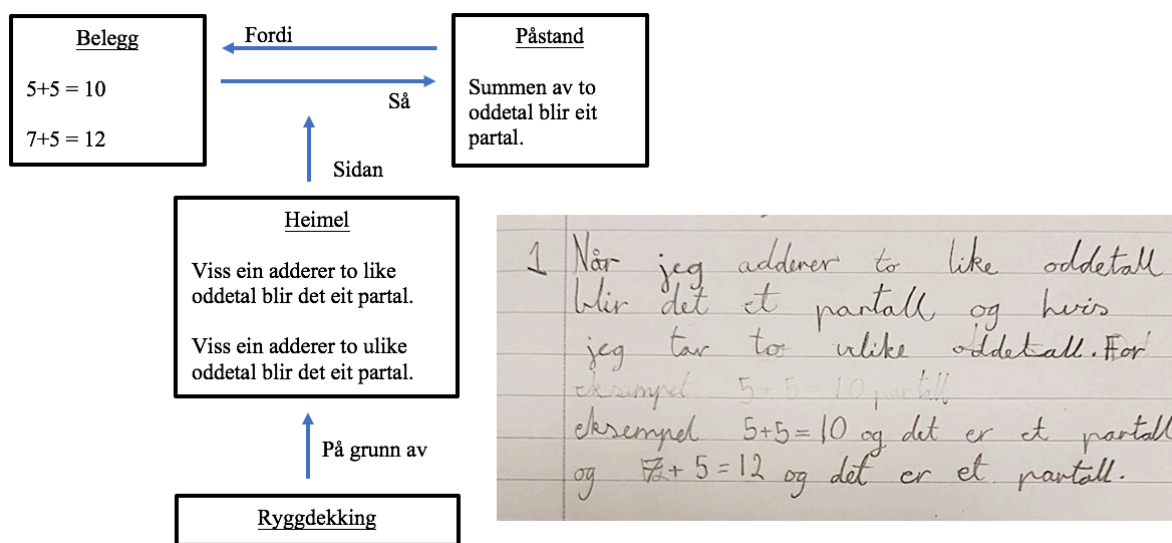 Belegg
5+5 = 10
7+5 = 12
Fordi
Så
Påstand
Summen av to
oddetal blir eit
partal.
Sidan
Heimel
Viss ein adderer to like
oddetal blir det eit partal.
Viss ein adderer to ulike
oddetal blir det eit partal.
På grunn av
Ryggdekking
1 Når jeg adderer to like oddetall
blir det et partall og hvis
jeg tar to ulike oddetall. For
eksempel 5+5=10 partall
eksempel 5+5=10 og det er et partall
og 7+5=12 og det er et partall.